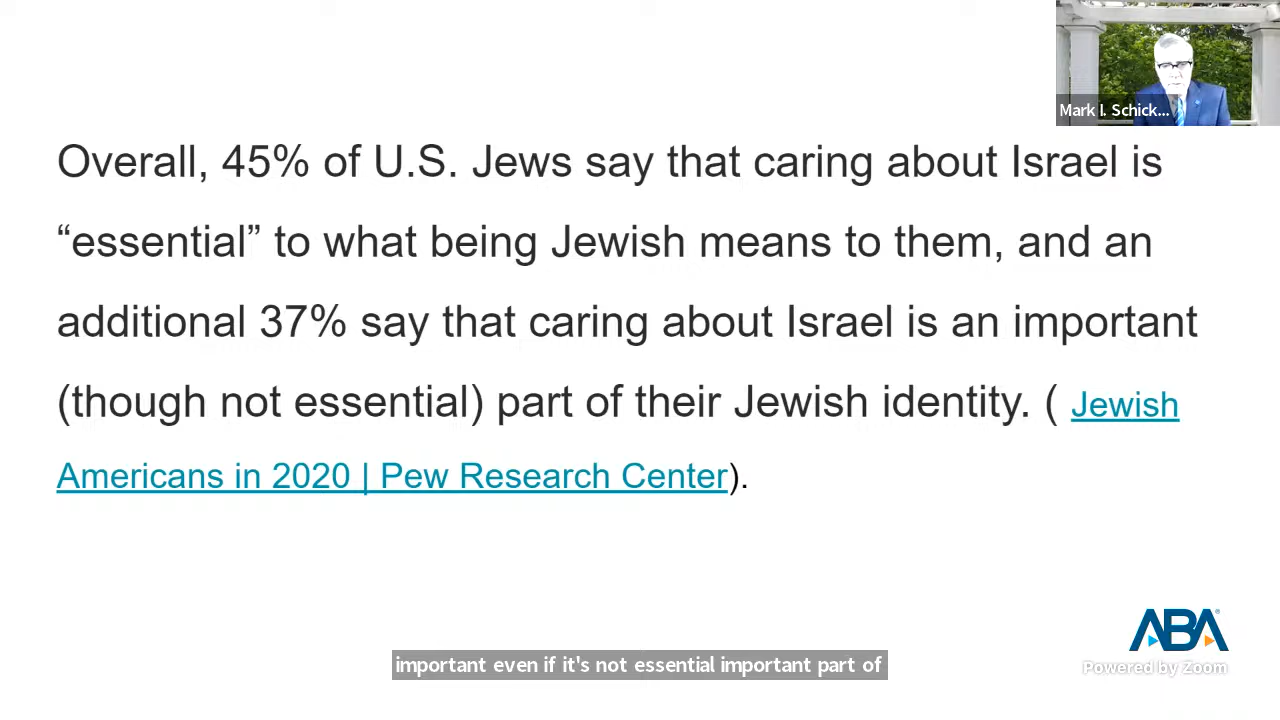 Mark I. Schick...
Overall, 45% of U.S. Jews say that caring about Israel is
“essential” to what being Jewish means to them, and an
additional 37% say that caring about Israel is an important
(though not essential) part of their Jewish identity. ( Jewish
Americans in 2020 | Pew Research Center).
ABA
important even if it's not essential important part of
Powered by Zoom